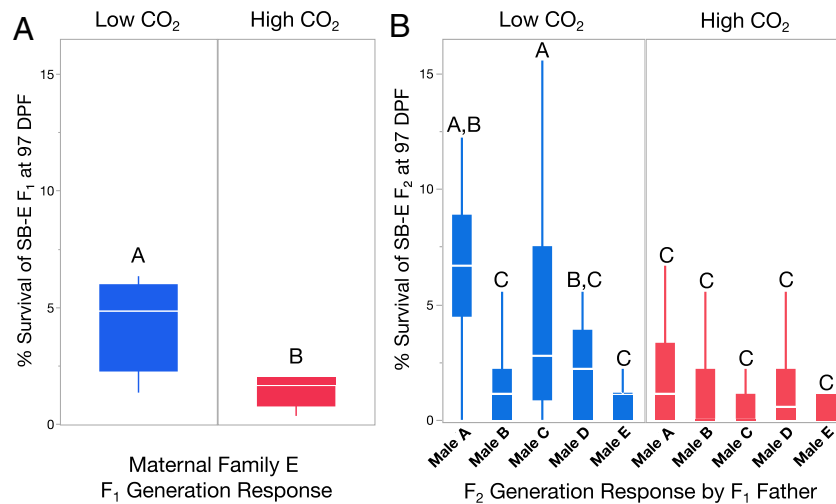 A
Low CO₂ High CO₂
% Survival of SB-E F₁ at 97 DPF
15
10
5
0
A
B
Maternal Family E
F₁ Generation Response
B
Low CO₂ High CO₂
% Survival of SB-E F₂ at 97 DPF
15
10
5
0
A,B
C
A
B,C
C
C
C
C
C
C
Male A Male B Male C Male D Male E Male A Male B Male C Male D Male E
F₂ Generation Response by F₁ Father